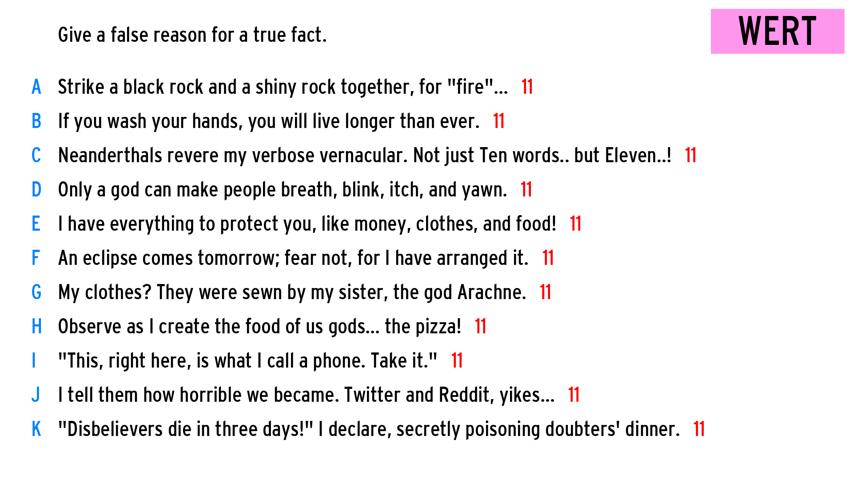 Give a false reason for a true fact.
WERT
A Strike a black rock and a shiny rock together, for "fire"... 11
B If you wash your hands, you will live longer than ever. 11
C Neanderthals revere my verbose vernacular. Not just Ten words.. but Eleven..! 11
D Only a god can make people breath, blink, itch, and yawn. 11
E I have everything to protect you, like money, clothes, and food! 11
F An eclipse comes tomorrow; fear not, for I have arranged it. 11
G My clothes? They were sewn by my sister, the god Arachne. 11
H Observe as I create the food of us gods... the pizza! 11
I "This, right here, is what I call a phone. Take it." 11
J I tell them how horrible we became. Twitter and Reddit, yikes... 11
K "Disbelievers die in three days!" I declare, secretly poisoning doubters' dinner. 11